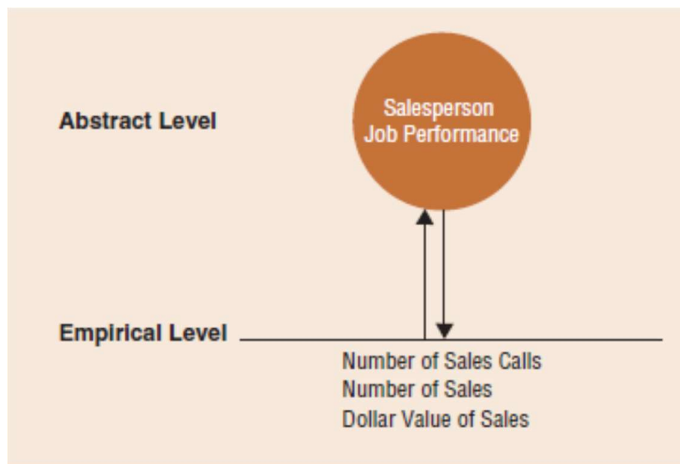 Abstract Level
Salesperson
Job Performance
Empirical Level
Number of Sales Calls
Number of Sales
Dollar Value of Sales